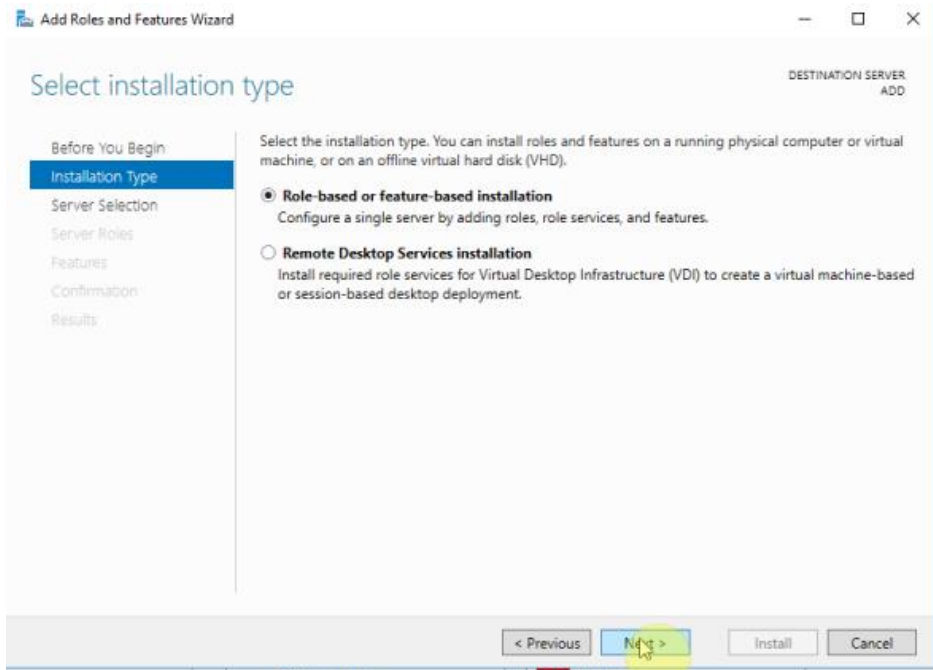 Add Roles and Features Wizard
Select installation type
DESTINATION SERVER
ADD
Before You Begin
Installation Type
Server Selection
Server Roles
Features
Confirmation
Results
Select the installation type. You can install roles and features on a running physical computer or virtual
machine, or on an offline virtual hard disk (VHD).
Role-based or feature-based installation
Configure a single server by adding roles, role services, and features.
Remote Desktop Services installation
Install required role services for Virtual Desktop Infrastructure (VDI) to create a virtual machine-based
or session-based desktop deployment.
< Previous Next > Install Cancel